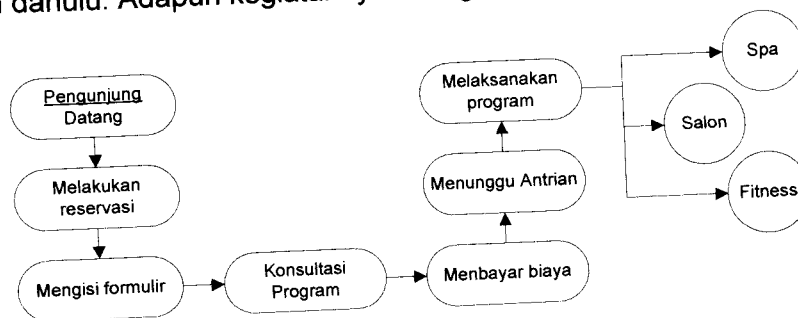 dahulu. Adapun
Pengunjung
Datang
Melakukan
reservasi
Mengisi formulir
Konsultasi
Program
Menbayar biaya
Menunggu Antrian
Melaksanakan
program
Spa
Salon
Fitness